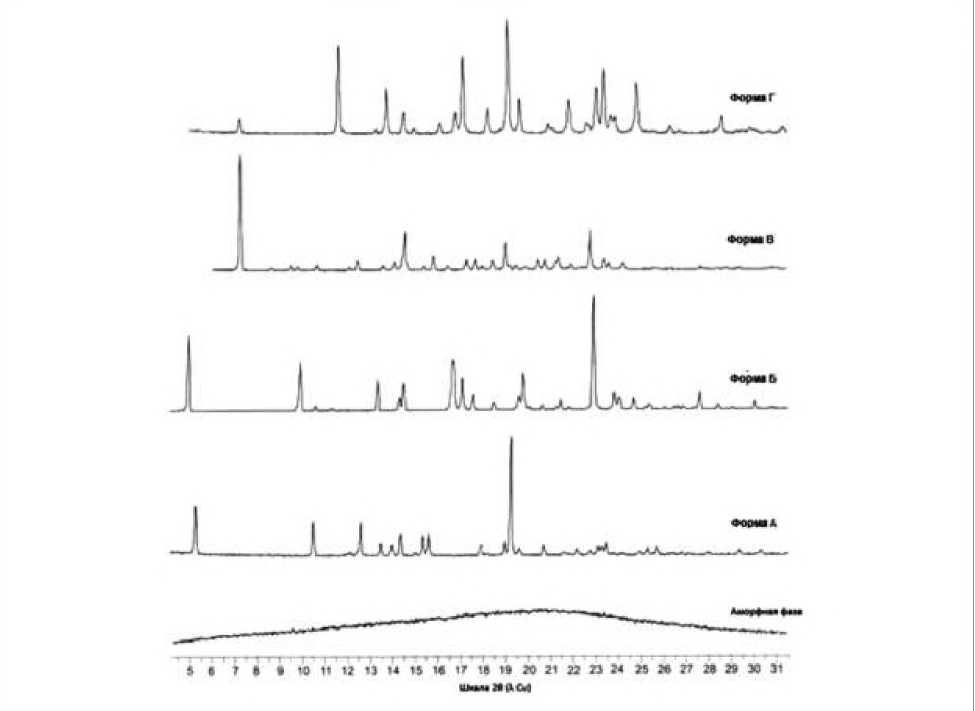 Форма Г
Форма В
Форма Б
Форма А
Аморфная фаза
5 6 7 8 9 10 11 12 13 14 15 16 17 18 19 20 21 22 23 24 25 26 27 28 29 30 31
Шкала 2θ (λ Cu)